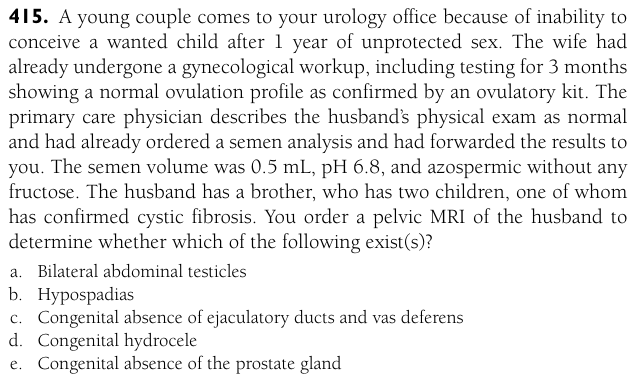 415. A young couple comes to your urology office because of inability to
conceive a wanted child after 1 year of unprotected sex. The wife had
already undergone a gynecological workup, including testing for 3 months
showing a normal ovulation profile as confirmed by an ovulatory kit. The
primary care physician describes the husband's physical exam as normal
and had already ordered a semen analysis and had forwarded the results to
you. The semen volume was 0.5 mL, pH 6.8, and azospermic without any
fructose. The husband has a brother, who has two children, one of whom
has confirmed cystic fibrosis. You order a pelvic MRI of the husband to
determine whether which of the following exist(s)?
a. Bilateral abdominal testicles
b. Hypospadias
c. Congenital absence of ejaculatory ducts and vas deferens
d. Congenital hydrocele
e. Congenital absence of the prostate gland